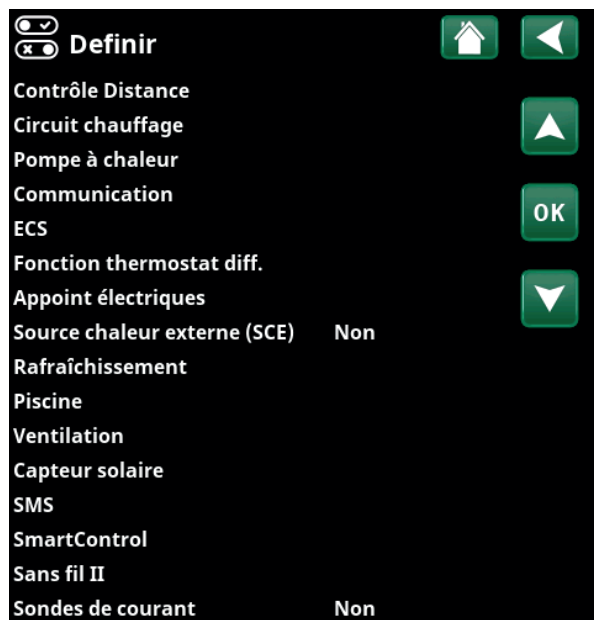 Definir
Contrôle Distance
Circuit chauffage
Pompe à chaleur
Communication
OK
ECS
Fonction thermostat diff.
Appoint électriques
Source chaleur externe (SCE) Non
Rafraîchissement
Piscine
Ventilation
Capteur solaire
SMS
SmartControl
Sans fil II
Sondes de courant Non